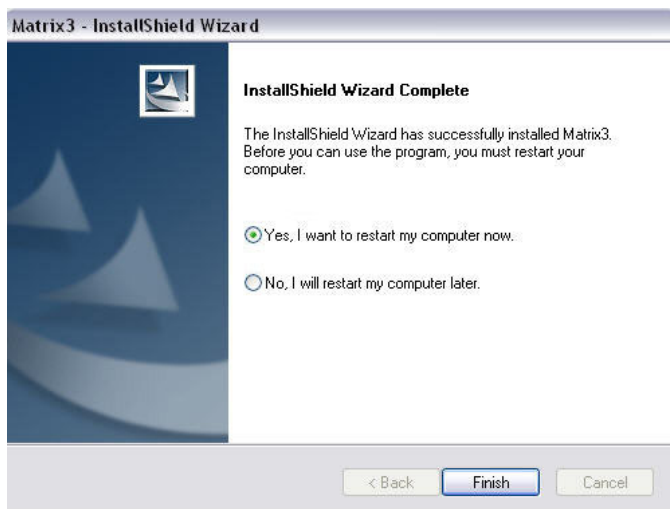 Matrix3 - InstallShield Wizard
InstallShield Wizard Complete
The InstallShield Wizard has successfully installed Matrix3.
Before you can use the program, you must restart your
computer.
Yes, I want to restart my computer now.
No, I will restart my computer later.
< Back
Finish
Cancel